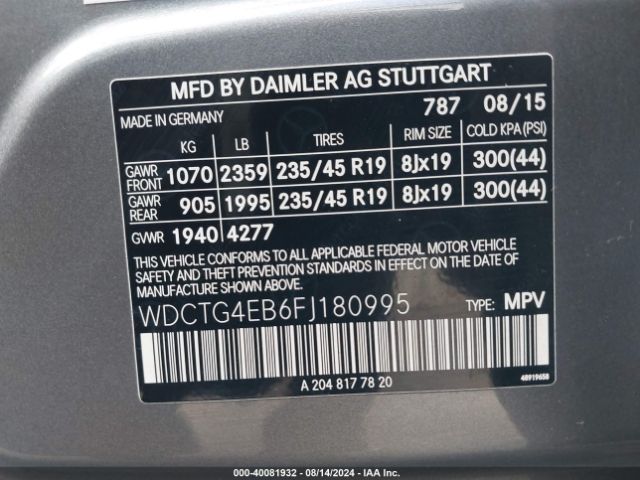 MFD BY DAIMLER AG STUTTGART
MADE IN GERMANY 787 08/15
KG LB TIRES RIM SIZE COLD KPA(PSI)
GAWR FRONT 1070 2359 235/45 R19 8Jx19 300(44)
GAWR REAR 905 1995 235/45 R19 8Jx19 300(44)
GVWR 1940 4277
THIS VEHICLE CONFORMS TO ALL APPLICABLE FEDERAL MOTOR VEHICLE
SAFETY AND THEFT PREVENTION STANDARDS IN EFFECT ON THE DATE
OF MANUFACTURE SHOWN ABOVE.
WDCTG4EB6FJ180995 TYPE: MPV
A 204 817 78 20 48919658
000-40081932 - 08/14/2024 - IAA Inc.